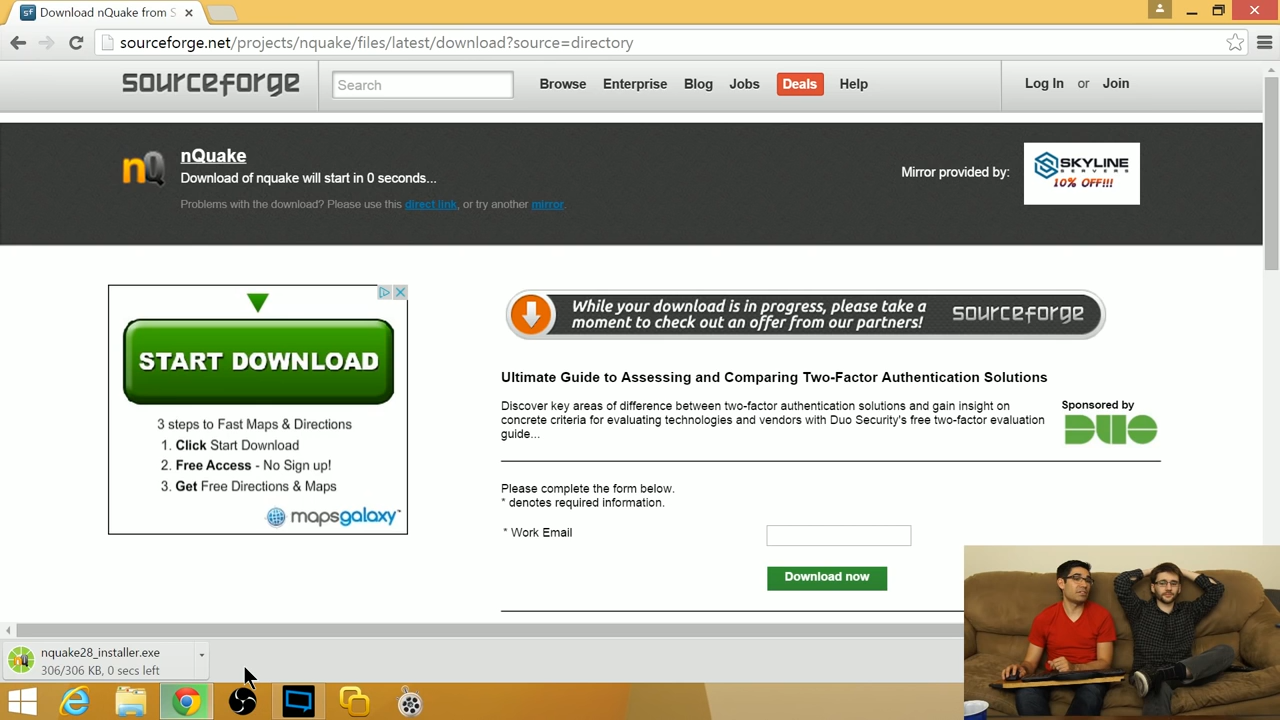 Download nQuake from S
sourceforge.net/projects/nquake/files/latest/download?source=directory
sourceforge
Search
Browse Enterprise Blog Jobs Deals Help
Log In or Join
nQ
nQuake
Download of nquake will start in 0 seconds...
Problems with the download? Please use this direct link, or try another mirror.
Mirror provided by:
SKYLINE
SERVERS
10% OFF!!!
START DOWNLOAD
3 steps to Fast Maps & Directions
1. Click Start Download
2. Free Access - No Sign up!
3. Get Free Directions & Maps
mapsgalaxy
While your download is in progress, please take a
moment to check out an offer from our partners!
sourceforge
Ultimate Guide to Assessing and Comparing Two-Factor Authentication Solutions
Discover key areas of difference between two-factor authentication solutions and gain insight on
concrete criteria for evaluating technologies and vendors with Duo Security's free two-factor evaluation
guide...
Sponsored by
DUO
Please complete the form below.
* denotes required information.
* Work Email
Download now
nquake28_installer.exe
306/306 KB, 0 secs left